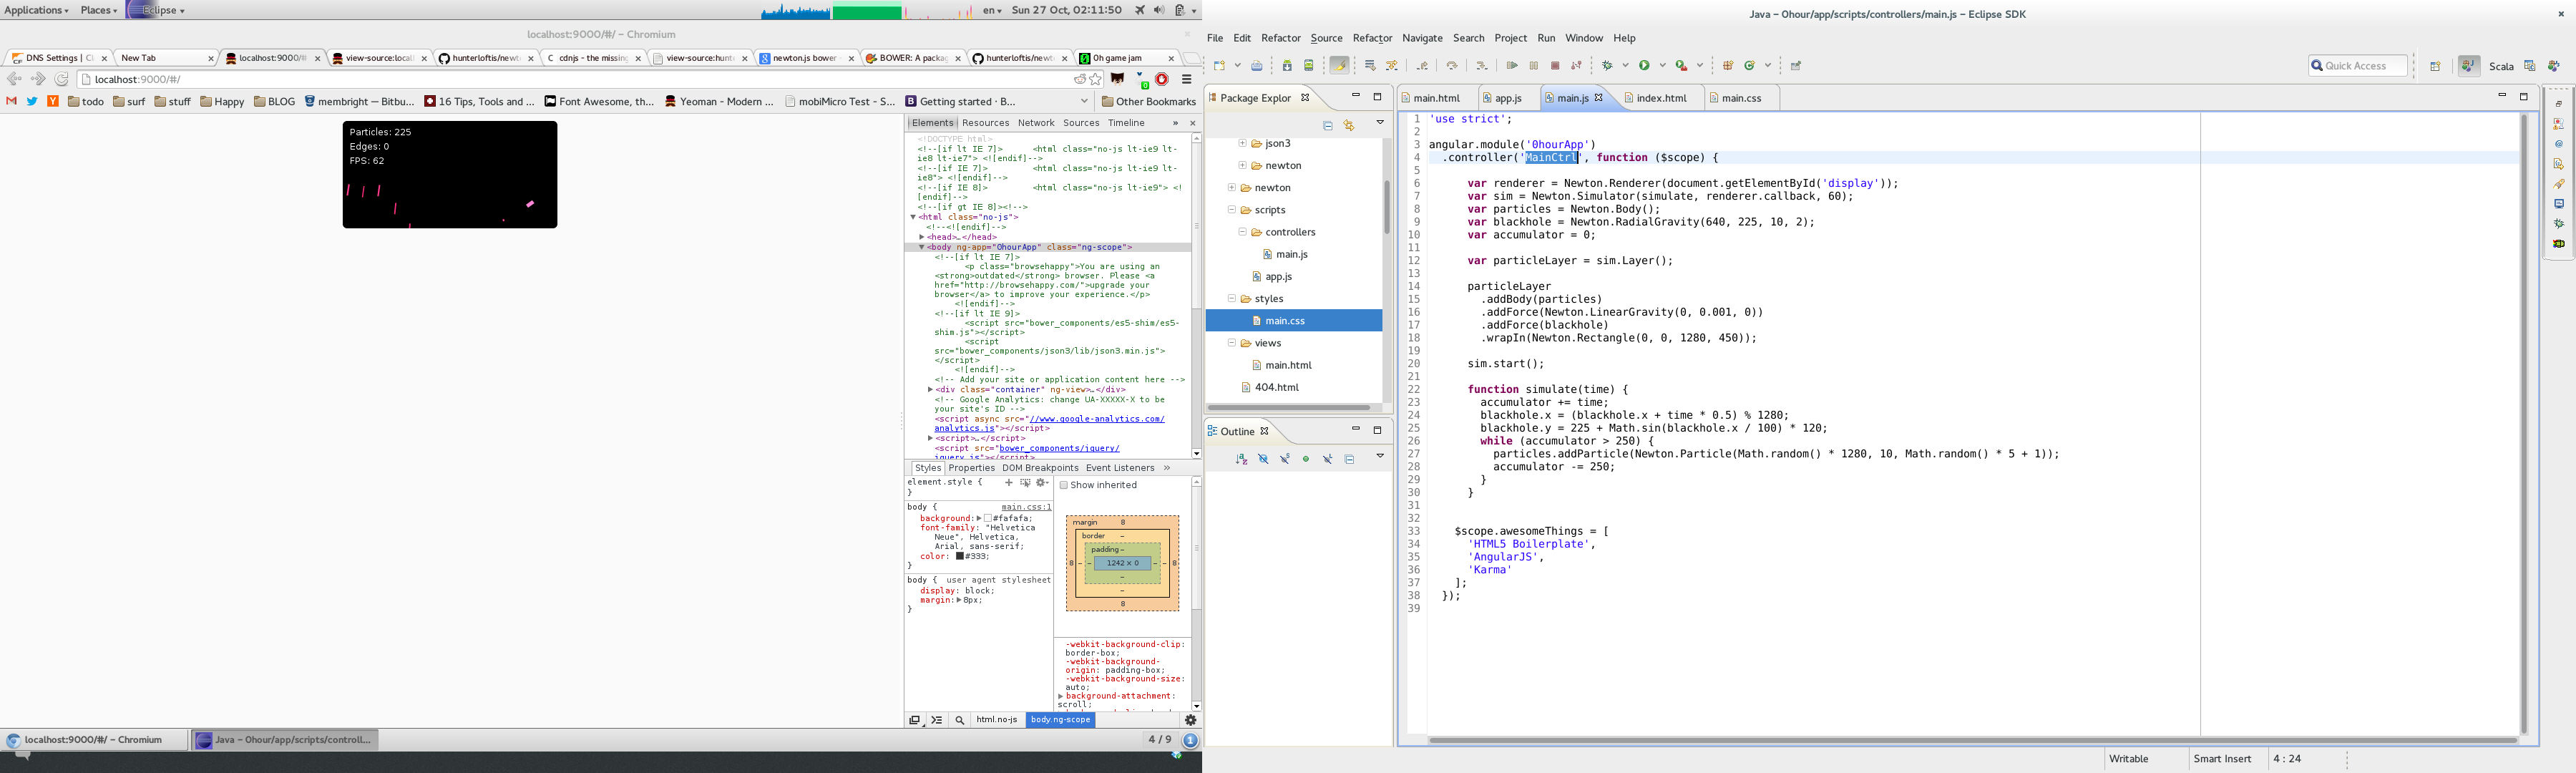 Applications
Places
Eclipse
en
Sun 27 Oct, 02:11:50
localhost:9000/#/ – Chromium
DNS Settings | C
New Tab
localhost:9000/#
view-source:local
hunterloftis/newt
cdnjs - the missing
view-source:hunt
newton.js bower -
BOWER: A packag
hunterloftis/newt
Oh game jam
localhost:9000/#/
todo
surf
stuff
Happy
BLOG
membright — Bitbu...
16 Tips, Tools and ...
Font Awesome, th...
Yeoman - Modern ...
mobiMicro Test - S...
Getting started · B...
Other Bookmarks
Particles: 225
Edges: 0
FPS: 62
Elements Resources Network Sources Timeline »
<!DOCTYPE html>
<!--[if lt IE 7]>      <html class="no-js lt-ie9 lt-
ie8 lt-ie7"> <![endif]-->
<!--[if IE 7]>         <html class="no-js lt-ie9 lt-
ie8"> <![endif]-->
<!--[if IE 8]>         <html class="no-js lt-ie9"> <!
[endif]-->
<!--[if gt IE 8]><!-->
<html class="no-js">
<!--<![endif]-->
<head>…</head>
<body ng-app="0hourApp" class="ng-scope">
<!--[if lt IE 7]>
<p class="browsehappy">You are using an
<strong>outdated</strong> browser. Please <a
href="http://browsehappy.com/">upgrade your
browser</a> to improve your experience.</p>
<![endif]-->
<!--[if lt IE 9]>
<script src="bower_components/es5-shim/es5-
shim.js"></script>
<script
src="bower_components/json3/lib/json3.min.js">
</script>
<![endif]-->
<!-- Add your site or application content here -->
<div class="container" ng-view>…</div>
<!-- Google Analytics: change UA-XXXXX-X to be
your site's ID -->
<script async src="//www.google-analytics.com/
analytics.js"></script>
<script>…</script>
<script src="bower_components/jquery/
jquery.js"></script>
Styles Properties DOM Breakpoints Event Listeners »
element.style {
}
body { main.css:1
background: #fafafa;
font-family: "Helvetica
Neue", Helvetica,
Arial, sans-serif;
color: #333;
}
body { user agent stylesheet
display: block;
margin: 8px;
}
Show inherited
margin 8
border –
padding –
8 – – 1242 × 0 – – 8
–
–
8
-webkit-background-clip:
border-box;
-webkit-background-
origin: padding-box;
-webkit-background-size:
auto;
background-attachment:
scroll;
html.no-js
body.ng-scope
localhost:9000/#/ – Chromium
Java – 0hour/app/scripts/controll...
4 / 9
1
Java – 0hour/app/scripts/controllers/main.js – Eclipse SDK
File Edit Refactor Source Refactor Navigate Search Project Run Window Help
Quick Access
Scala
Package Explor
json3
newton
newton
scripts
controllers
main.js
app.js
styles
main.css
views
main.html
404.html
Outline
main.html
app.js
main.js
index.html
main.css
1 'use strict';
2
3 angular.module('0hourApp')
4 .controller('MainCtrl', function ($scope) {
5
6 var renderer = Newton.Renderer(document.getElementById('display'));
7 var sim = Newton.Simulator(simulate, renderer.callback, 60);
8 var particles = Newton.Body();
9 var blackhole = Newton.RadialGravity(640, 225, 10, 2);
10 var accumulator = 0;
11
12 var particleLayer = sim.Layer();
13
14 particleLayer
15 .addBody(particles)
16 .addForce(Newton.LinearGravity(0, 0.001, 0))
17 .addForce(blackhole)
18 .wrapIn(Newton.Rectangle(0, 0, 1280, 450));
19
20 sim.start();
21
22 function simulate(time) {
23 accumulator += time;
24 blackhole.x = (blackhole.x + time * 0.5) % 1280;
25 blackhole.y = 225 + Math.sin(blackhole.x / 100) * 120;
26 while (accumulator > 250) {
27 particles.addParticle(Newton.Particle(Math.random() * 1280, 10, Math.random() * 5 + 1));
28 accumulator -= 250;
29 }
30 }
31
32
33 $scope.awesomeThings = [
34 'HTML5 Boilerplate',
35 'AngularJS',
36 'Karma'
37 ];
38 });
39
Writable
Smart Insert
4 : 24